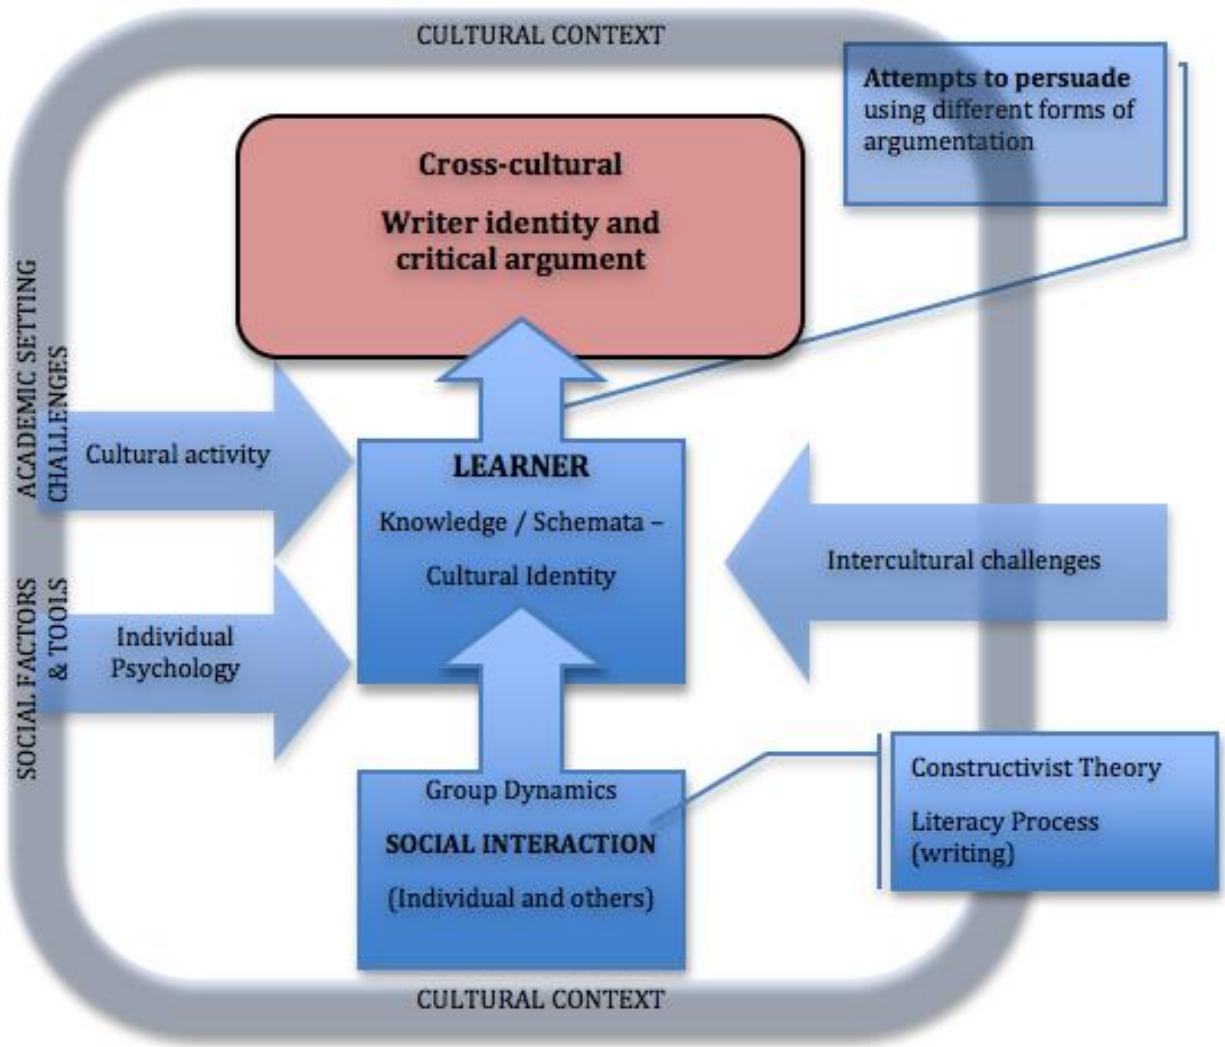 CULTURAL CONTEXT
Attempts to persuade
using different forms of
argumentation
Cross-cultural
Writer identity and
critical argument
ACADEMIC SETTING
CHALLENGES
Cultural activity
LEARNER
Knowledge / Schemata –
Cultural Identity
Intercultural challenges
SOCIAL FACTORS
& TOOLS
Individual
Psychology
Group Dynamics
SOCIAL INTERACTION
(Individual and others)
Constructivist Theory
Literacy Process
(writing)
CULTURAL CONTEXT